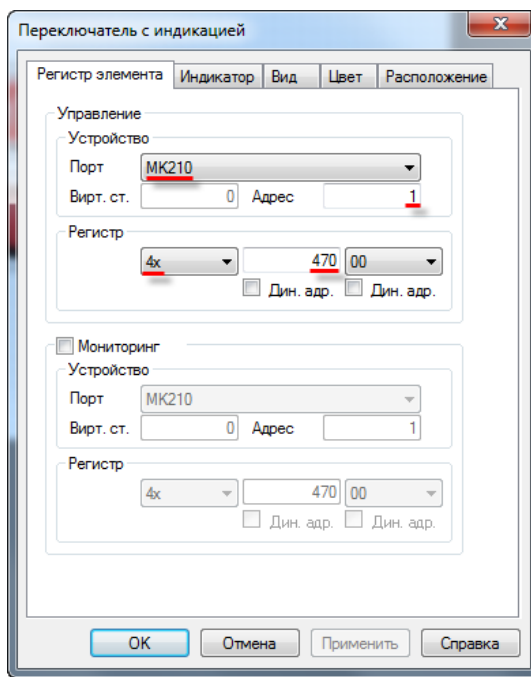 Переключатель с индикацией
Регистр элемента Индикатор Вид Цвет Расположение
Управление
Устройство
Порт МК210
Вирт. ст. 0 Адрес 1
Регистр
4x 470 00
Дин. адр. Дин. адр.
Мониторинг
Устройство
Порт МК210
Вирт. ст. 0 Адрес 1
Регистр
4x 470 00
Дин. адр. Дин. адр.
OK Отмена Применить Справка